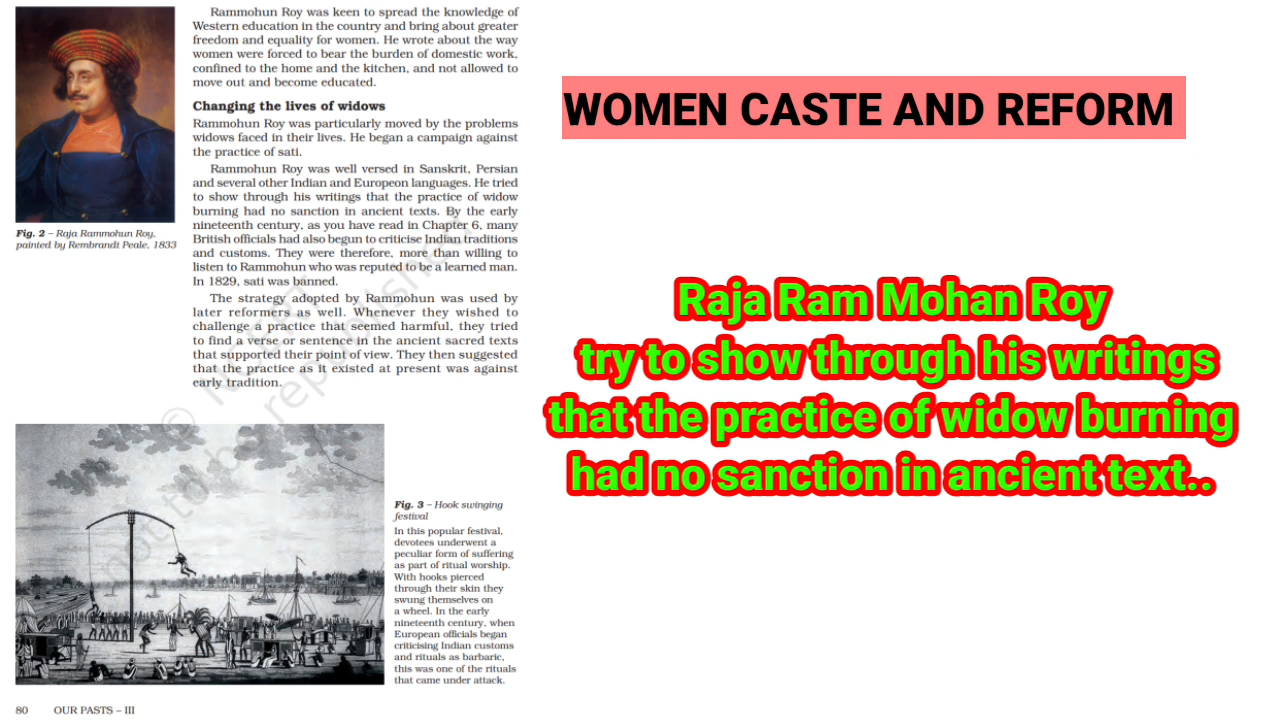 Rammohun Roy was keen to spread the knowledge of
Western education in the country and bring about greater
freedom and equality for women. He wrote about the way
women were forced to bear the burden of domestic work,
confined to the home and the kitchen, and not allowed to
move out and become educated.
Changing the lives of widows
Rammohun Roy was particularly moved by the problems
widows faced in their lives. He began a campaign against
the practice of sati.
Rammohun Roy was well versed in Sanskrit, Persian
and several other Indian and Europeon languages. He tried
to show through his writings that the practice of widow
burning had no sanction in ancient texts. By the early
nineteenth century, as you have read in Chapter 6, many
British officials had also begun to criticise Indian traditions
and customs. They were therefore, more than willing to
listen to Rammohun who was reputed to be a learned man.
In 1829, sati was banned.
The strategy adopted by Rammohun was used by
later reformers as well. Whenever they wished to
challenge a practice that seemed harmful, they tried
to find a verse or sentence in the ancient sacred texts
that supported their point of view. They then suggested
that the practice as it existed at present was against
early tradition.
Fig. 2 – Raja Rammohun Roy,
painted by Rembrandt Peale, 1833
Fig. 3 – Hook swinging
festival
In this popular festival,
devotees underwent a
peculiar form of suffering
as part of ritual worship.
With hooks pierced
through their skin they
swung themselves on
a wheel. In the early
nineteenth century, when
European officials began
criticising Indian customs
and rituals as barbaric,
this was one of the rituals
that came under attack.
80 OUR PASTS – III
© NCERT
not to be republished
WOMEN CASTE AND REFORM
Raja Ram Mohan Roy
try to show through his writings
that the practice of widow burning
had no sanction in ancient text..